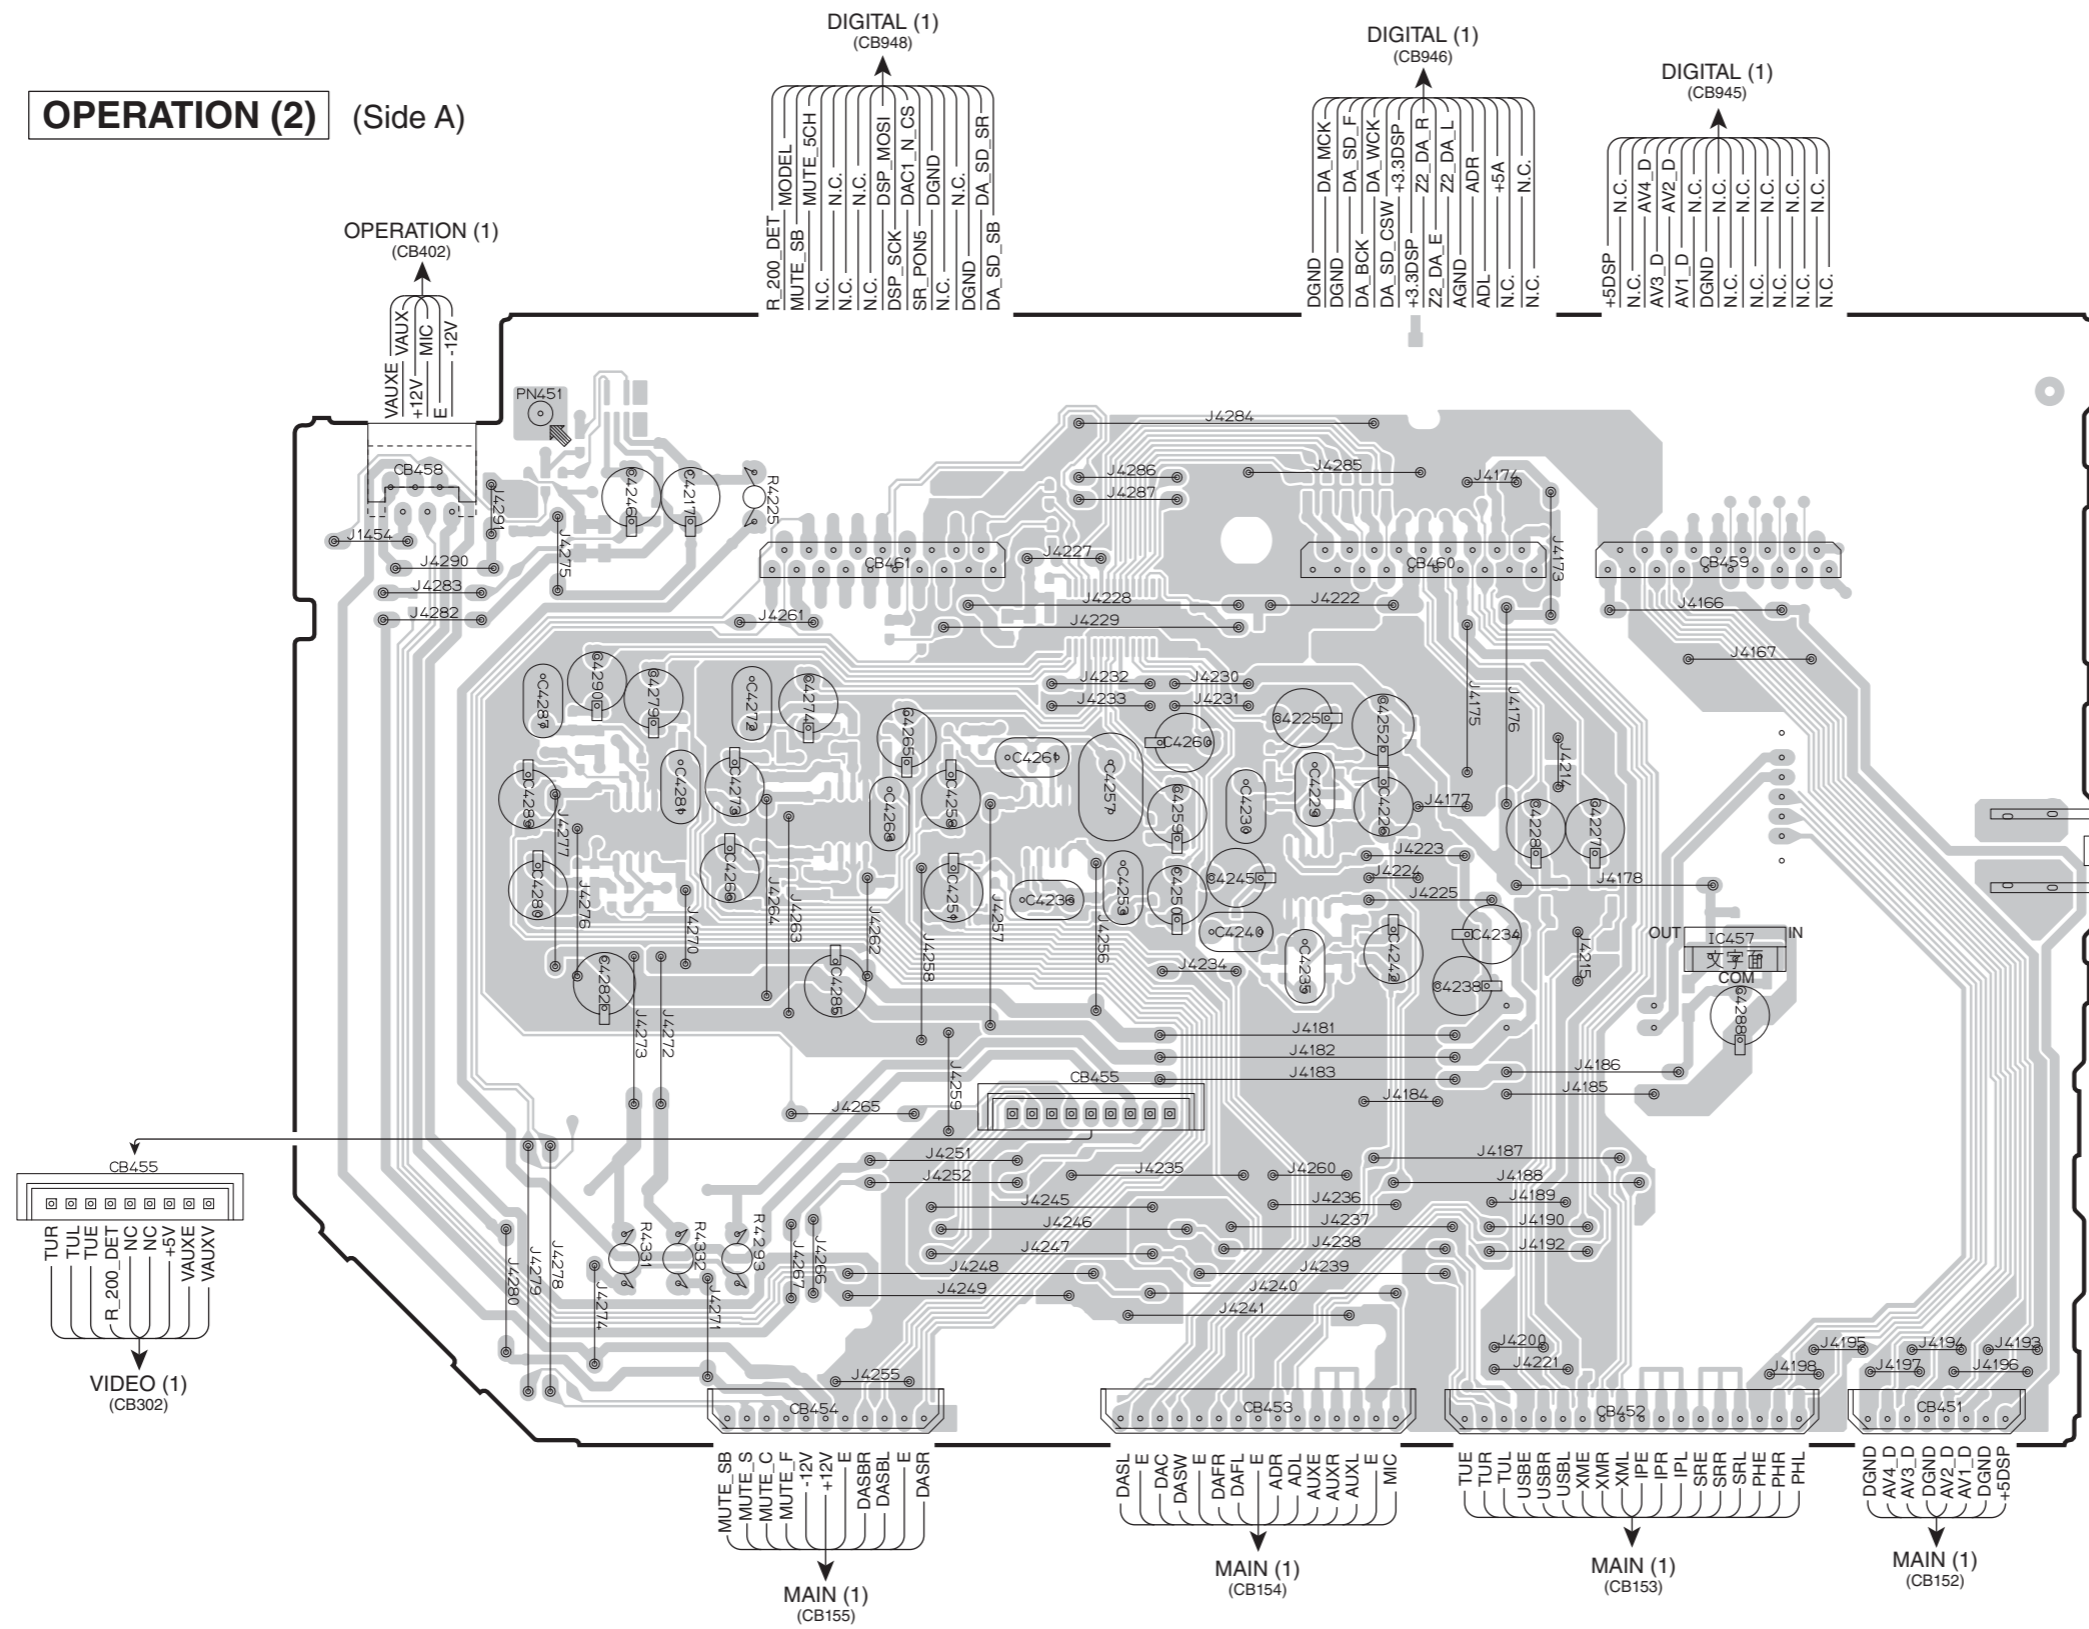 OPERATION (2) (Side A)
DIGITAL (1)
(CB948)
DIGITAL (1)
(CB946)
DIGITAL (1)
(CB945)
OPERATION (1)
(CB402)
R_200_DET
MODEL
MUTE_SB
MUTE_5CH
N.C.
N.C.
N.C.
N.C.
N.C.
DSP_MOSI
DSP_SCK
DAC1_N_CS
SR_PON5
DGND
N.C.
N.C.
DGND
DA_SD_SR
DA_SD_SB
DGND
DA_MCK
DGND
DA_SD_F
DA_BCK
DA_WCK
DA_SD_CSW
+3.3DSP
+3.3DSP
Z2_DA_R
Z2_DA_E
Z2_DA_L
AGND
ADR
ADL
+5A
N.C.
N.C.
N.C.
+5DSP
N.C.
N.C.
AV4_D
AV3_D
AV2_D
AV1_D
N.C.
DGND
N.C.
N.C.
N.C.
N.C.
N.C.
N.C.
N.C.
N.C.
N.C.
N.C.
VAUXE
VAUX
+12V
MIC
E
-12V
PN451
CB458
J4291
J1454
J4290
J4283
J4282
J4275
C4246
C4217
R4225
J4284
J4286
J4287
J4285
J4174
J4173
CB461
J4227
CB460
CB459
J4261
J4228
J4229
J4222
J4166
J4167
J4232
J4233
J4230
J4231
J4175
J4176
J4214
C4287
C4290
C4279
C4272
C4274
C4265
C4261
C4257
C4260
C4225
C4252
C4289
C4281
C4273
C4268
C4258
C4259
C4230
C4229
C4226
J4177
C4228
C4227
J4277
J4276
C4280
C4266
J4270
J4264
J4263
J4262
C4251
J4258
J4257
C4236
C4253
J4256
C4250
C4245
C4240
C4235
C4242
J4223
J4224
J4225
C4234
C4238
J4178
J4215
OUT
IC457
IN
文字面
COM
C4288
C4282
C4285
J4234
J4273
J4272
J4259
J4181
J4182
J4183
J4184
J4186
J4185
CB455
J4265
J4251
J4252
J4235
J4260
J4187
J4188
J4245
J4236
J4189
J4246
J4237
J4190
J4247
J4238
J4192
J4248
J4239
J4249
J4240
J4241
R4331
R4332
R4293
J4267
J4266
J4280
J4279
J4278
J4274
J4271
J4255
J4200
J4221
J4195
J4194
J4193
J4198
J4197
J4196
CB454
CB453
CB452
CB451
CB455
TUR
TUL
TUE
R_200_DET
NC
NC
+5V
VAUXE
VAUXV
VIDEO (1)
(CB302)
MUTE_SB
MUTE_S
MUTE_C
MUTE_F
-12V
+12V
E
DASBR
DASBL
E
DASR
MAIN (1)
(CB155)
DASL
E
DAC
DASW
E
DAFR
DAFL
E
ADR
ADL
AUXE
AUXR
AUXL
E
MIC
MAIN (1)
(CB154)
TUE
TUR
TUL
USBE
USBR
USBL
XME
XMR
XML
IPE
IPR
IPL
SRE
SRR
SRL
PHE
PHR
PHL
MAIN (1)
(CB153)
DGND
AV4_D
AV3_D
DGND
AV2_D
AV1_D
DGND
+5DSP
MAIN (1)
(CB152)